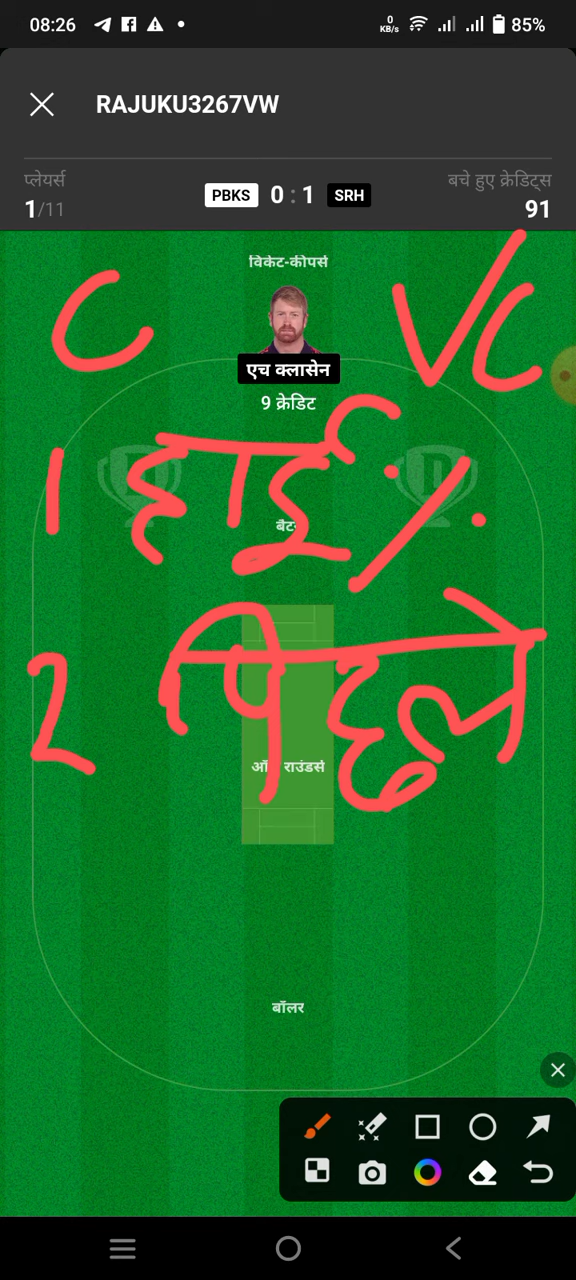 08:26 0 KB/s 85%
RAJUKU3267VW
प्लेयर्स बचे हुए क्रेडिट्स
1/11 PBKS 0 : 1 SRH 91
विकेट-कीपर्स
C VC
एच क्लासेन
9 क्रेडिट
1 हाई %.
2 पिछले
बॉलर